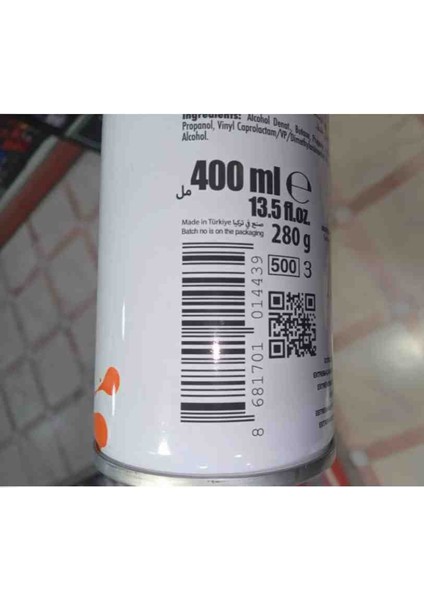 Ingredients: Alcohol Denat., Butane,
Propanol, Vinyl Caprolactam/VP/Dimethylaminoethyl
Alcohol.
400 ml e
مل
13.5 fl.oz.
Made in Türkiye صنع في تركيا
Batch no is on the packaging
280 g
500 3
8 681701 014439